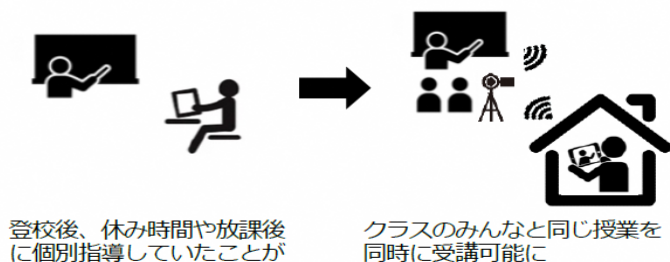 登校後、休み時間や放課後
に個別指導していたことが
クラスのみんなと同じ授業を
同時に受講可能に